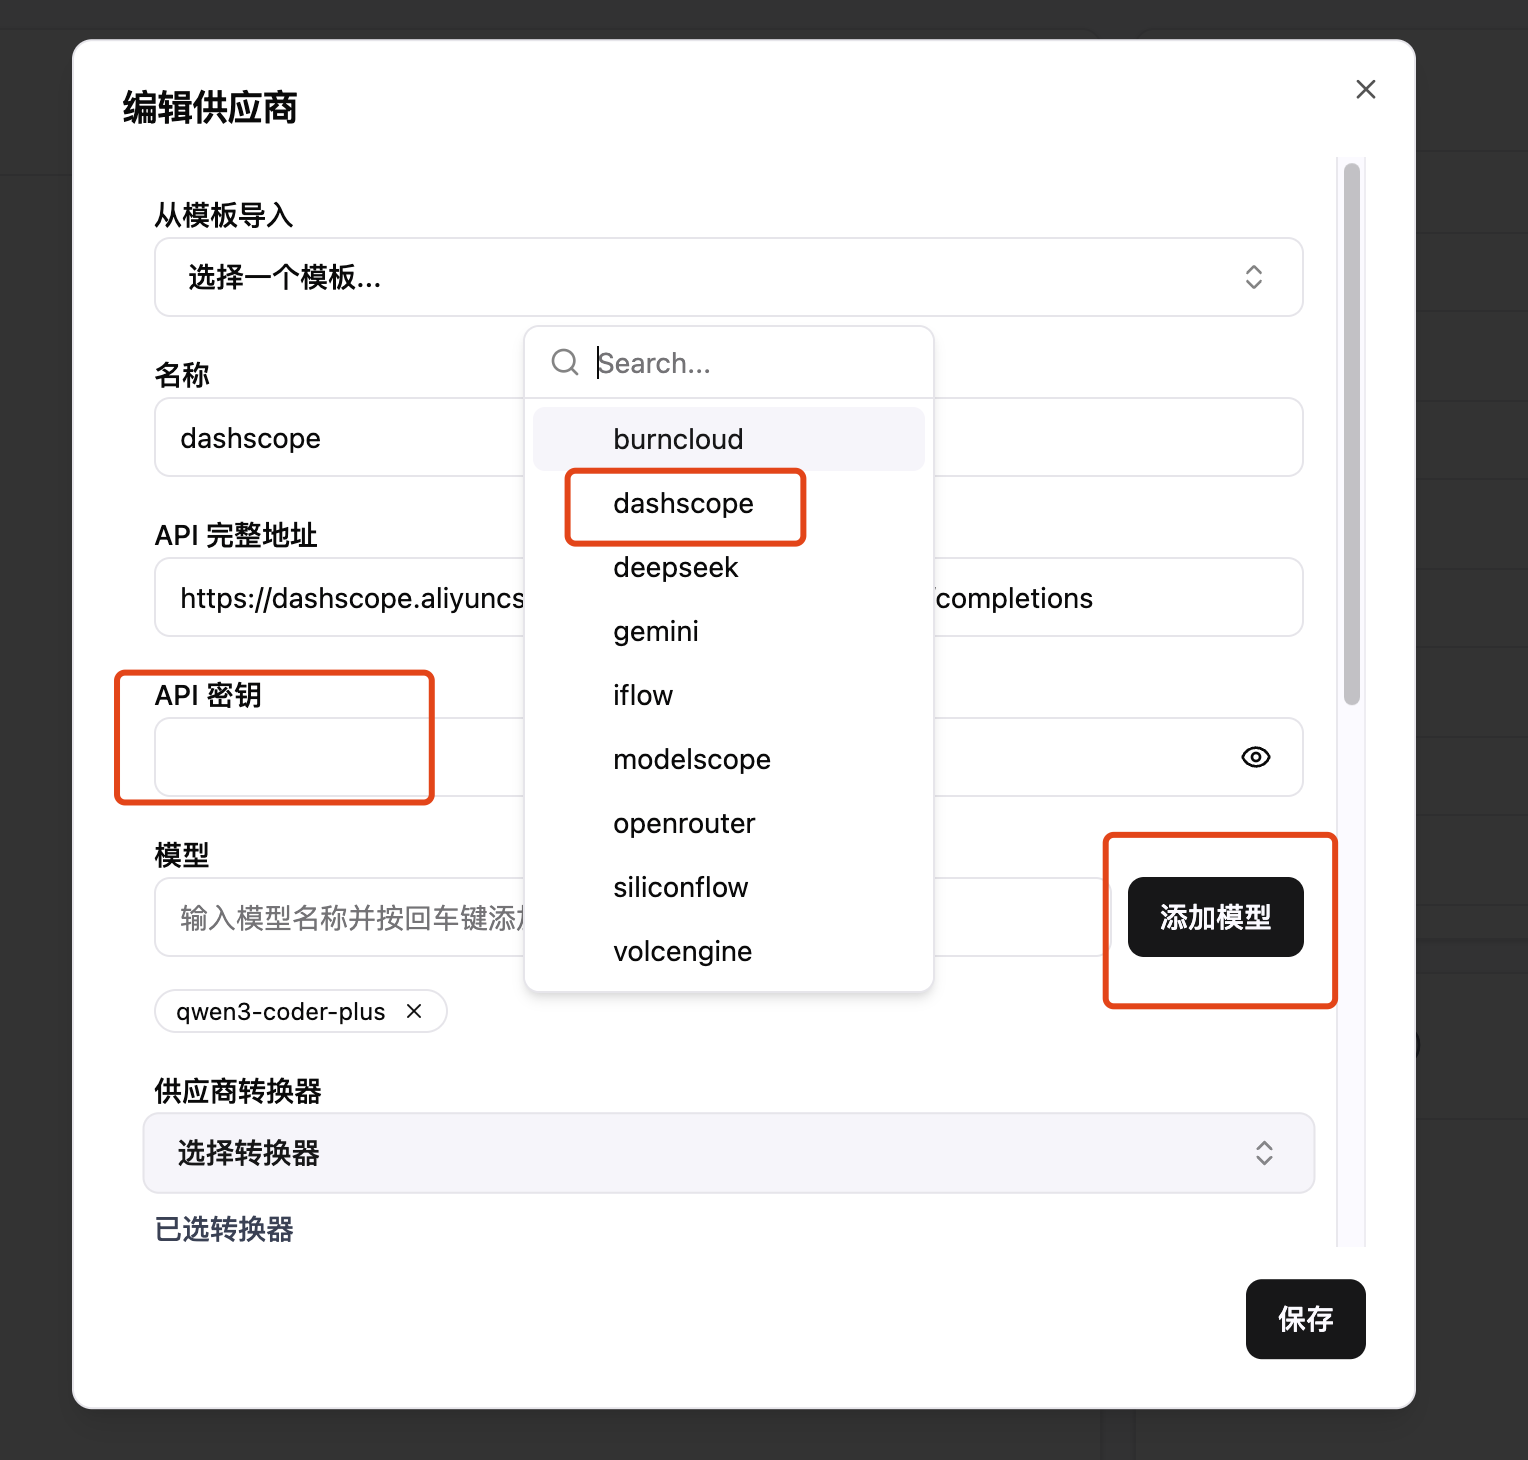 编辑供应商
从模板导入
选择一个模板...
Search...
burncloud
dashscope
deepseek
gemini
iflow
modelscope
openrouter
siliconflow
volcengine
名称
dashscope
API 完整地址
https://dashscope.aliyuncs
completions
API 密钥
模型
输入模型名称并按回车键添
添加模型
qwen3-coder-plus
供应商转换器
选择转换器
已选转换器
保存